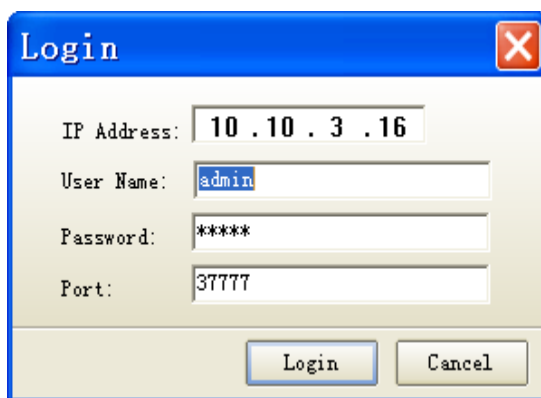 Login
IP Address: 10 .10 . 3 .16
User Name: admin
Password: *****
Port: 37777
Login Cancel